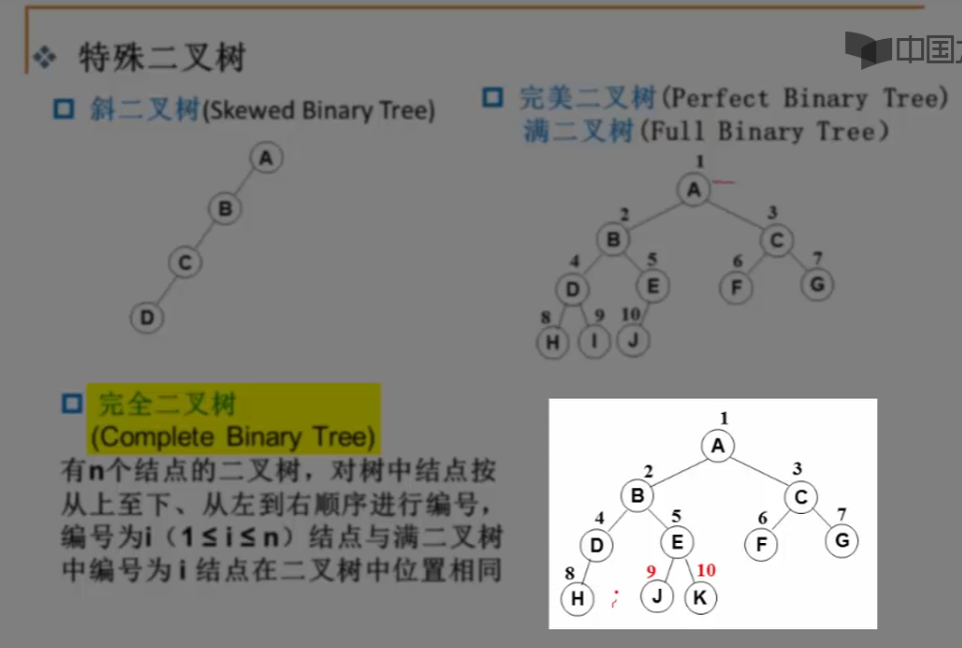 中国
特殊二叉树
斜二叉树(Skewed Binary Tree)
A
B
C
D
完美二叉树(Perfect Binary Tree)
满二叉树(Full Binary Tree)
1
A
2 3
B C
4 5 6 7
D E F G
8 9 10
H I J
完全二叉树
(Complete Binary Tree)
有n个结点的二叉树，对树中结点按
从上至下、从左到右顺序进行编号，
编号为i（1≤i≤n）结点与满二叉树
中编号为 i 结点在二叉树中位置相同
1
A
2 3
B C
4 5 6 7
D E F G
8 9 10
H J K